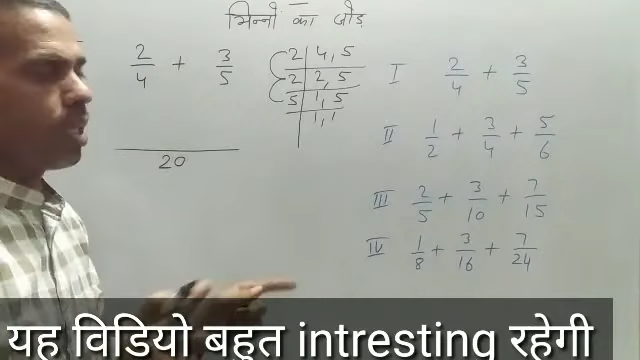 भिन्नो का जोड़
2/4 + 3/5
20
2 | 4, 5
2 | 2, 5
5 | 1, 5
| 1, 1
I 2/4 + 3/5
II 1/2 + 3/4 + 5/6
III 2/5 + 3/10 + 7/15
IV 1/8 + 3/16 + 7/24
यह विडियो बहुत intresting रहेगी